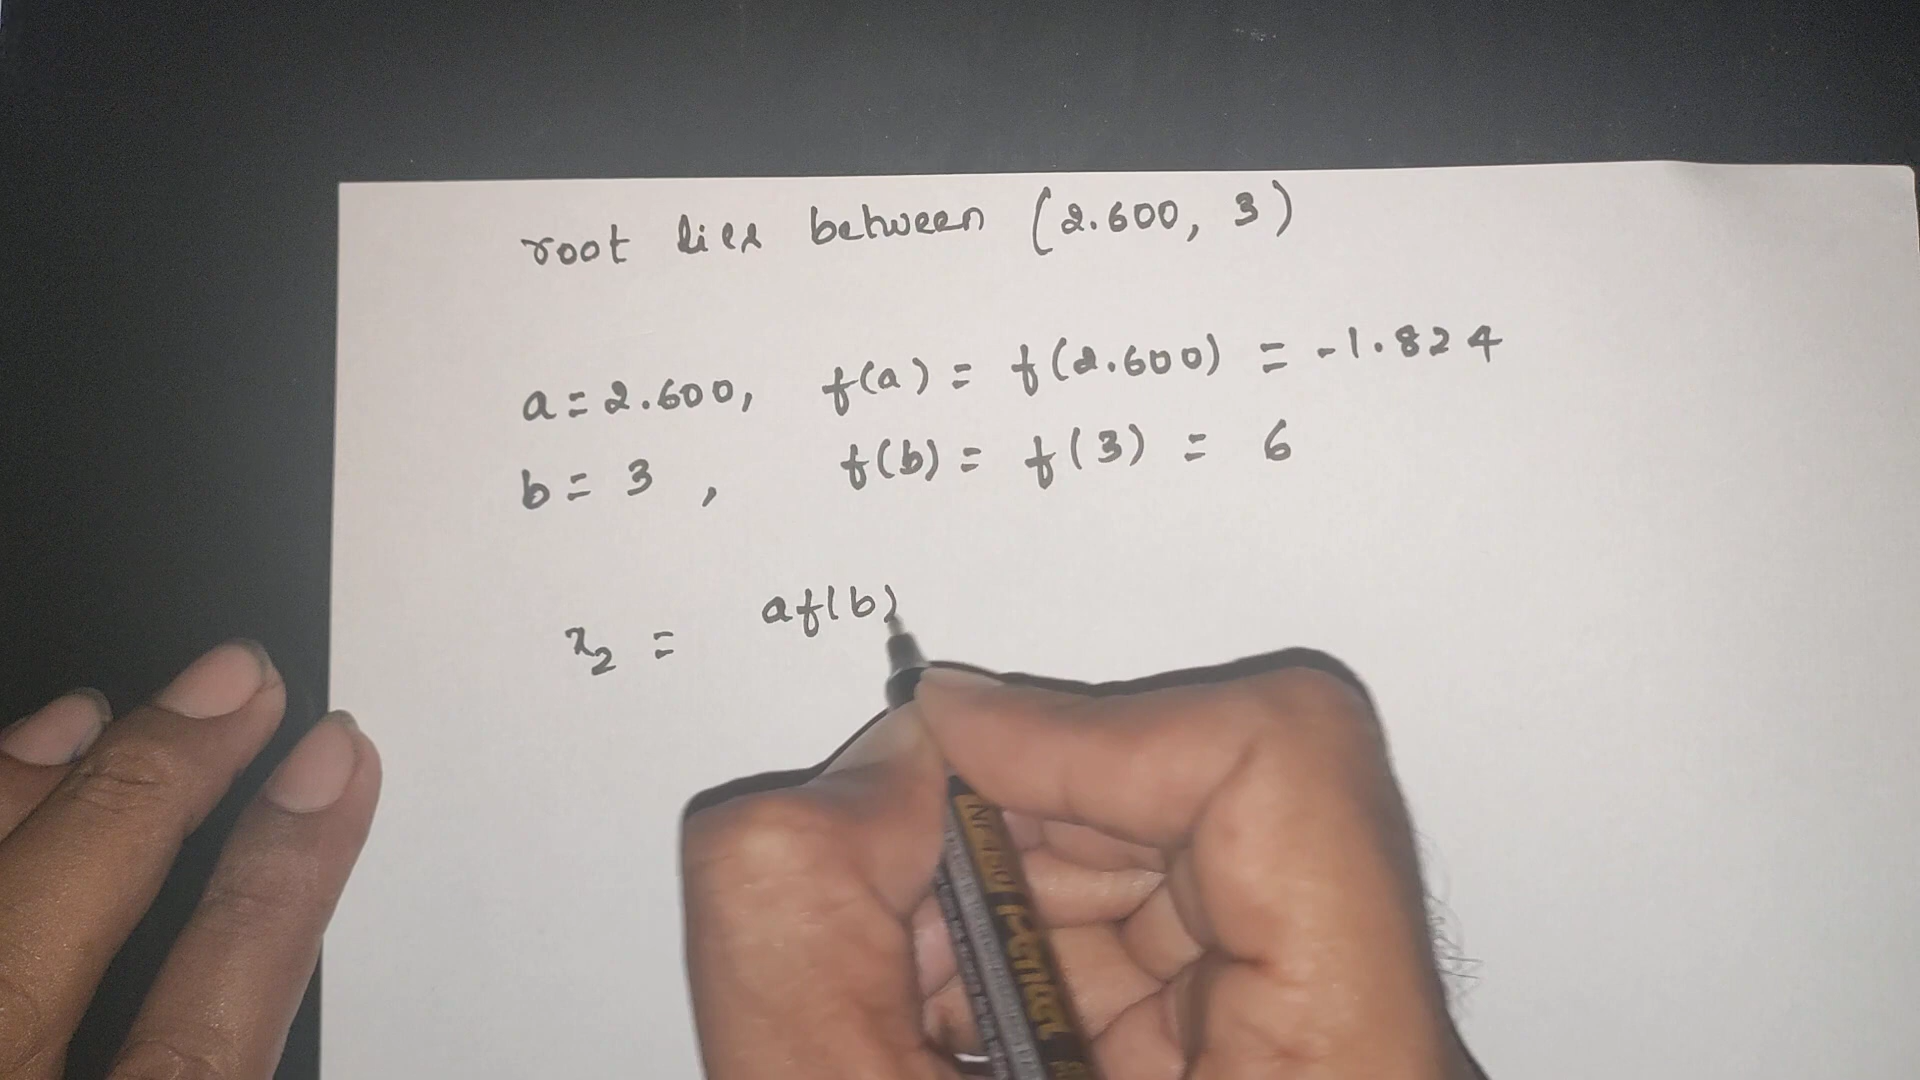 root lies between (2.600, 3)
a = 2.600, f(a) = f(2.600) = -1.824
b = 3 , f(b) = f(3) = 6
x₂ = af(b)